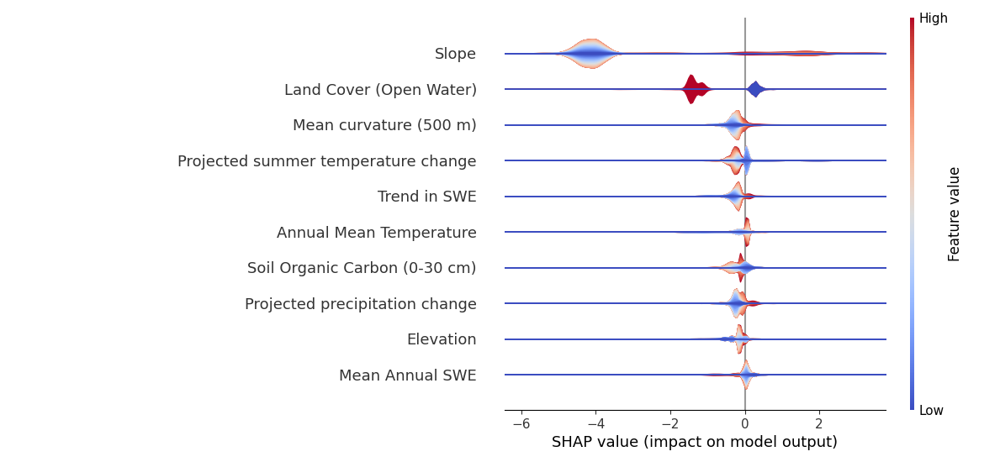 High
Slope
Land Cover (Open Water)
Mean curvature (500 m)
Projected summer temperature change
Trend in SWE
Annual Mean Temperature
Soil Organic Carbon (0-30 cm)
Projected precipitation change
Elevation
Mean Annual SWE
Feature value
Low
−6 −4 −2 0 2
SHAP value (impact on model output)